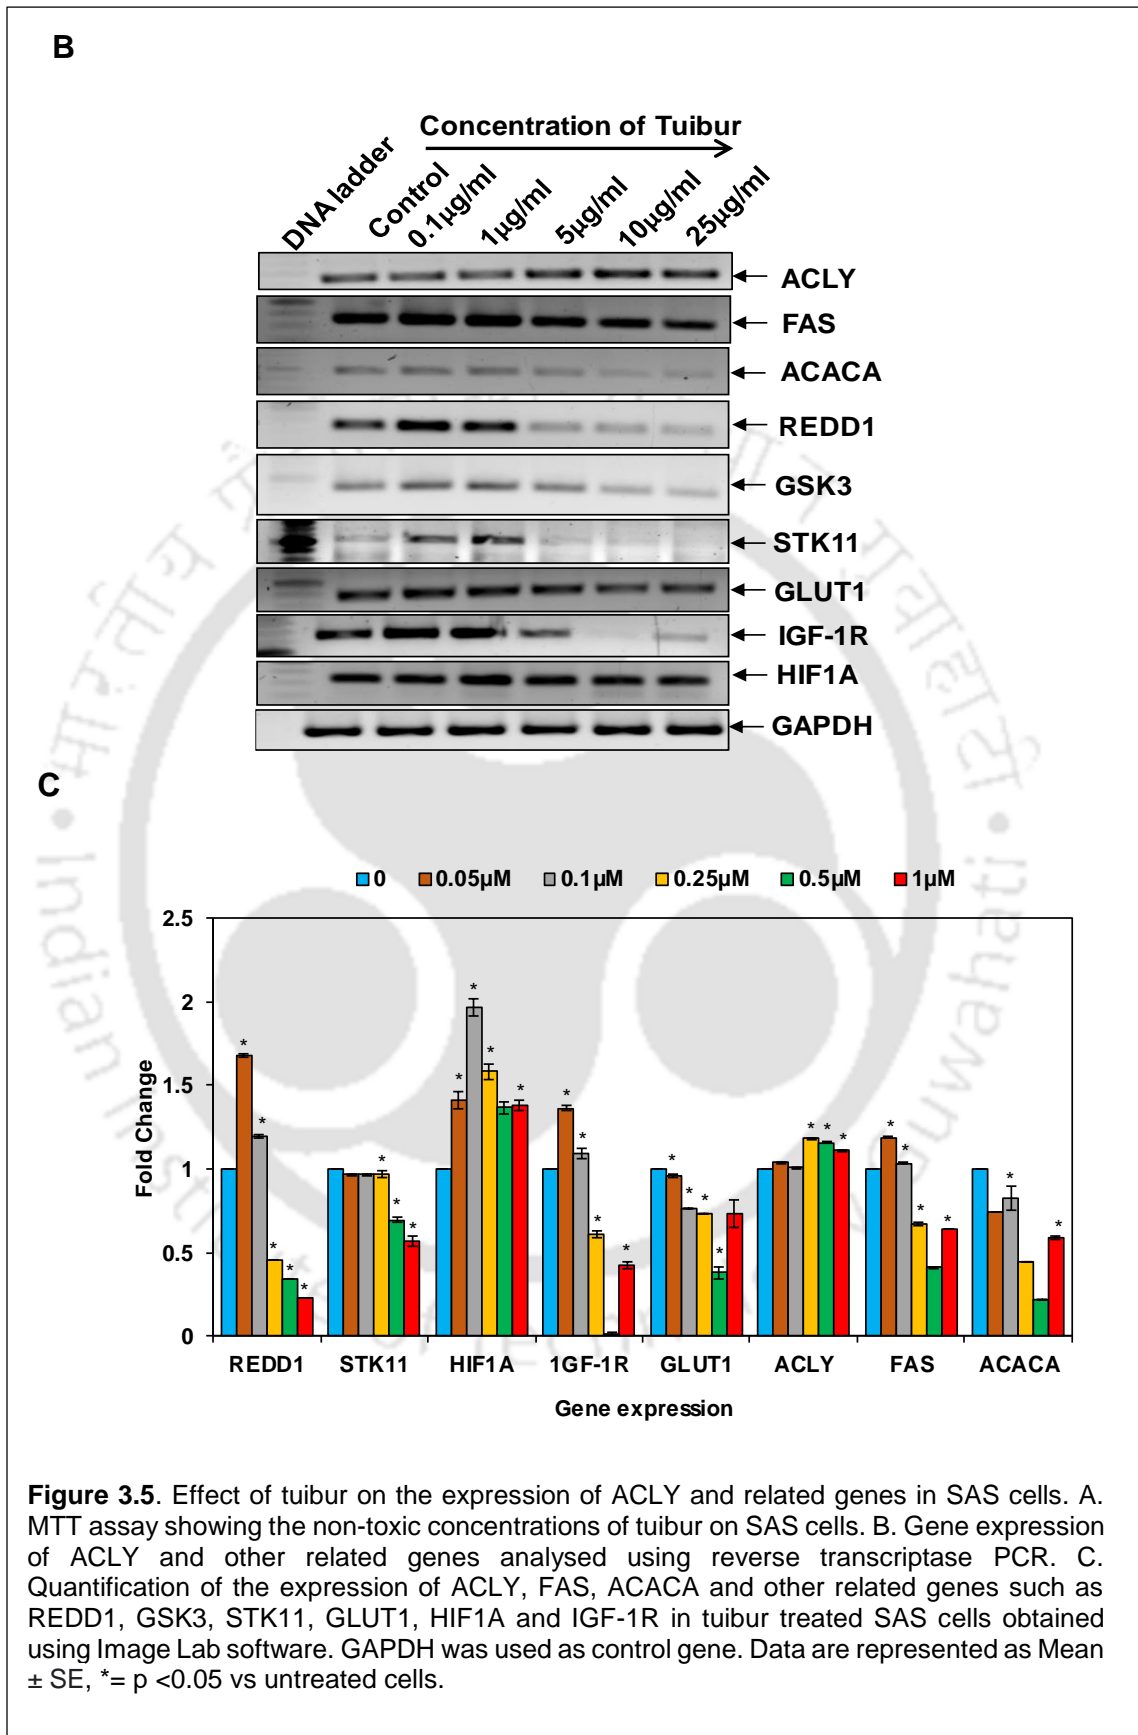 B
Concentration of Tuibur
DNA ladder
Control
0.1µg/ml
1µg/ml
5µg/ml
10µg/ml
25µg/ml
ACLY
FAS
ACACA
REDD1
GSK3
STK11
GLUT1
IGF-1R
HIF1A
GAPDH
C
0 0.05µM 0.1µM 0.25µM 0.5µM 1µM
Fold Change
2.5
2
1.5
1
0.5
0
* * * * *
* * *
* * * *
* * * *
* * * *
* * *
* * * *
* *
REDD1 STK11 HIF1A 1GF-1R GLUT1 ACLY FAS ACACA
Gene expression
Figure 3.5. Effect of tuibur on the expression of ACLY and related genes in SAS cells. A.
MTT assay showing the non-toxic concentrations of tuibur on SAS cells. B. Gene expression
of ACLY and other related genes analysed using reverse transcriptase PCR. C.
Quantification of the expression of ACLY, FAS, ACACA and other related genes such as
REDD1, GSK3, STK11, GLUT1, HIF1A and IGF-1R in tuibur treated SAS cells obtained
using Image Lab software. GAPDH was used as control gene. Data are represented as Mean
± SE, *= p <0.05 vs untreated cells.
Indian Institute of Technology Guwahati